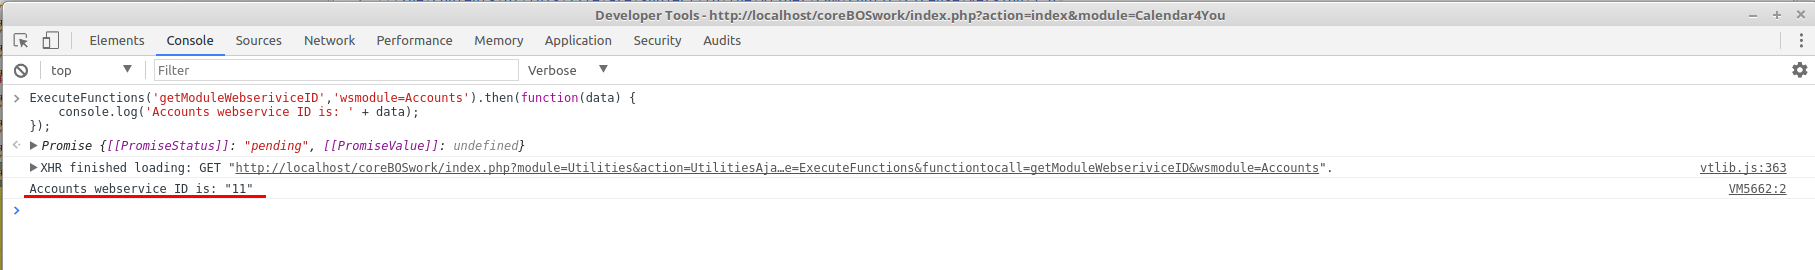 Developer Tools - http://localhost/coreBOSwork/index.php?action=index&module=Calendar4You
Elements Console Sources Network Performance Memory Application Security Audits
top Filter Verbose
ExecuteFunctions('getModuleWebseriviceID','wsmodule=Accounts').then(function(data) {
console.log('Accounts webservice ID is: ' + data);
});
Promise {[[PromiseStatus]]: "pending", [[PromiseValue]]: undefined}
XHR finished loading: GET "http://localhost/coreBOSwork/index.php?module=Utilities&action=UtilitiesAja…e=ExecuteFunctions&functiontocall=getModuleWebseriviceID&wsmodule=Accounts". vtlib.js:363
Accounts webservice ID is: "11" VM5662:2